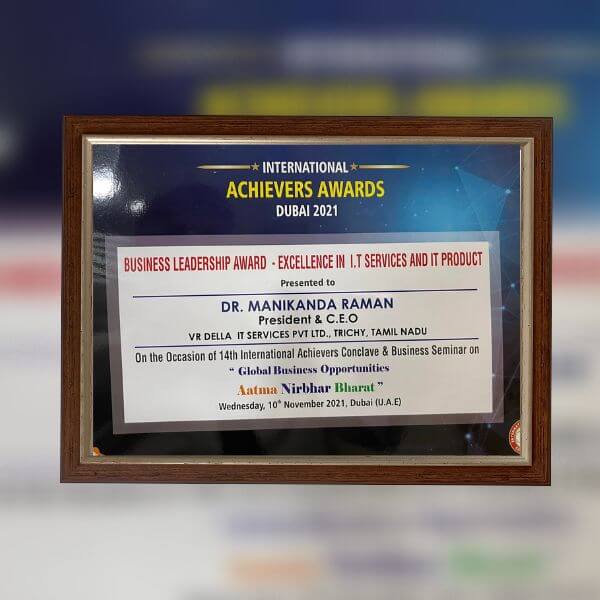 INTERNATIONAL
ACHIEVERS AWARDS
DUBAI 2021
BUSINESS LEADERSHIP AWARD - EXCELLENCE IN I.T SERVICES AND IT PRODUCT
Presented to
DR. MANIKANDA RAMAN
President & C.E.O
VR DELLA IT SERVICES PVT LTD., TRICHY, TAMIL NADU
On the Occasion of 14th International Achievers Conclave & Business Seminar on
“ Global Business Opportunities
Aatma Nirbhar Bharat ”
Wednesday, 10th November 2021, Dubai (U.A.E)